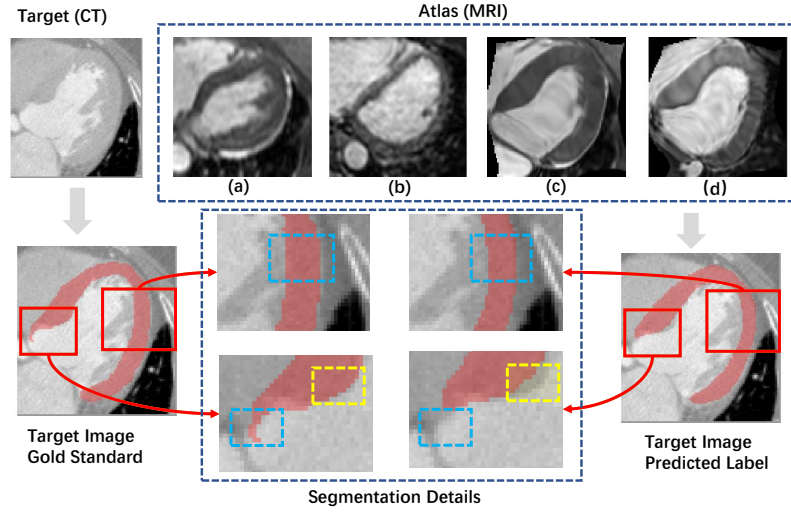 Target (CT)
Atlas (MRI)
(a)
(b)
(c)
(d)
Target Image
Gold Standard
Target Image
Predicted Label
Segmentation Details